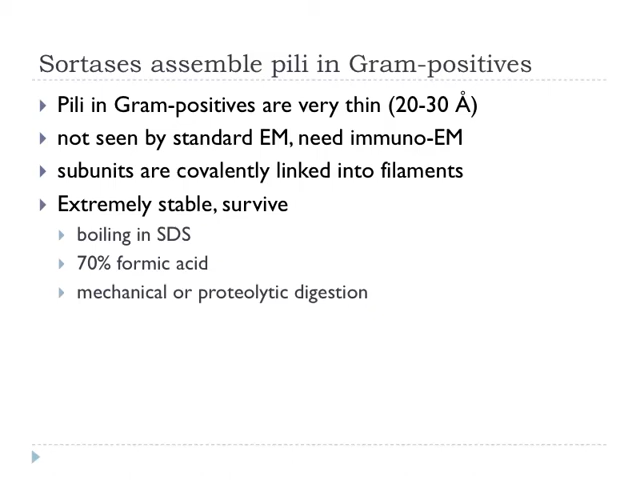 Sortases assemble pili in Gram-positives
Pili in Gram-positives are very thin (20-30 Å)
not seen by standard EM, need immuno-EM
subunits are covalently linked into filaments
Extremely stable, survive
boiling in SDS
70% formic acid
mechanical or proteolytic digestion